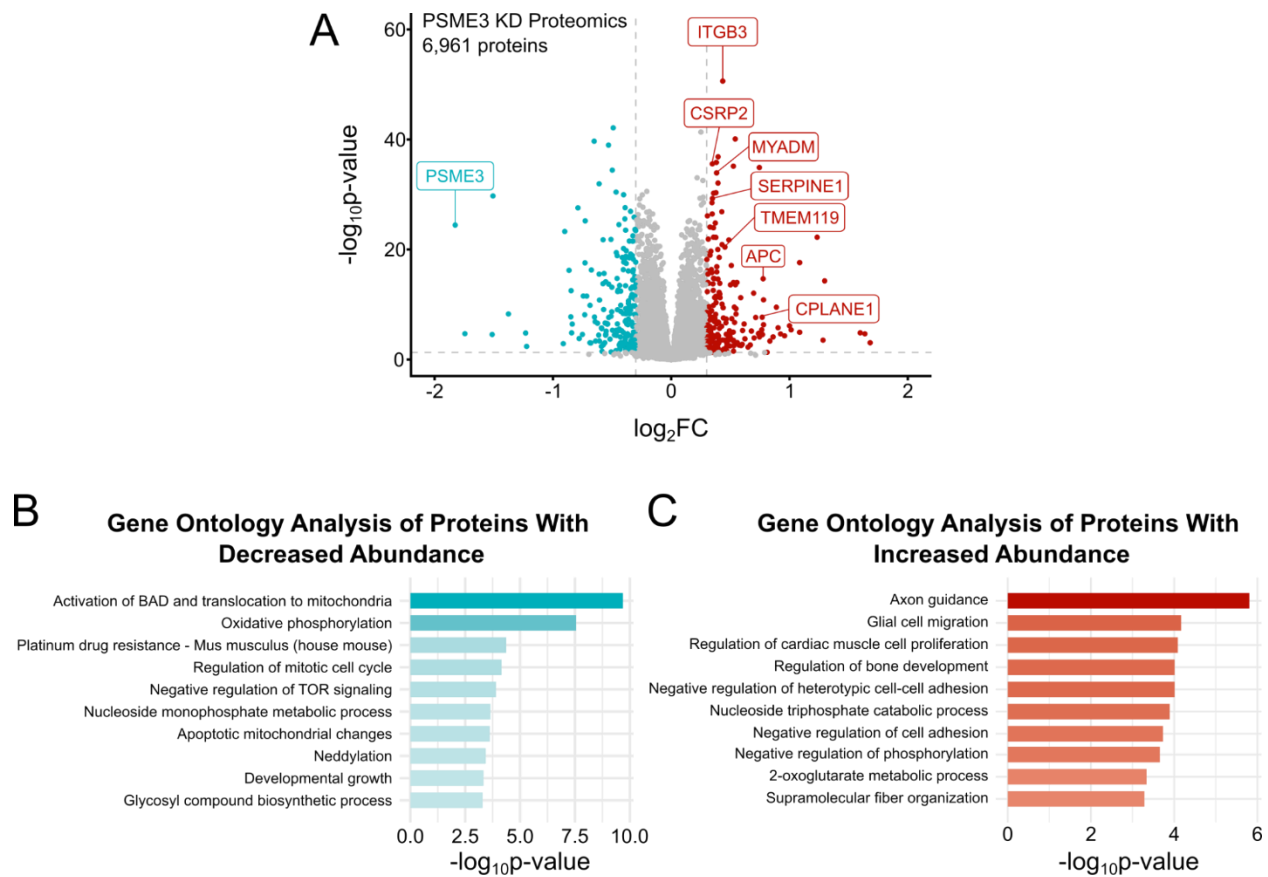 A
PSME3 KD Proteomics
6,961 proteins
ITGB3
CSRP2
MYADM
PSME3
SERPINE1
TMEM119
APC
CPLANE1
60
40
20
0
-log10p-value
-2
-1
0
1
2
log2FC
B
Gene Ontology Analysis of Proteins With
Decreased Abundance
Activation of BAD and translocation to mitochondria
Oxidative phosphorylation
Platinum drug resistance - Mus musculus (house mouse)
Regulation of mitotic cell cycle
Negative regulation of TOR signaling
Nucleoside monophosphate metabolic process
Apoptotic mitochondrial changes
Neddylation
Developmental growth
Glycosyl compound biosynthetic process
0.0
2.5
5.0
7.5
10.0
-log10p-value
C
Gene Ontology Analysis of Proteins With
Increased Abundance
Axon guidance
Glial cell migration
Regulation of cardiac muscle cell proliferation
Regulation of bone development
Negative regulation of heterotypic cell-cell adhesion
Nucleoside triphosphate catabolic process
Negative regulation of cell adhesion
Negative regulation of phosphorylation
2-oxoglutarate metabolic process
Supramolecular fiber organization
0
2
4
6
-log10p-value